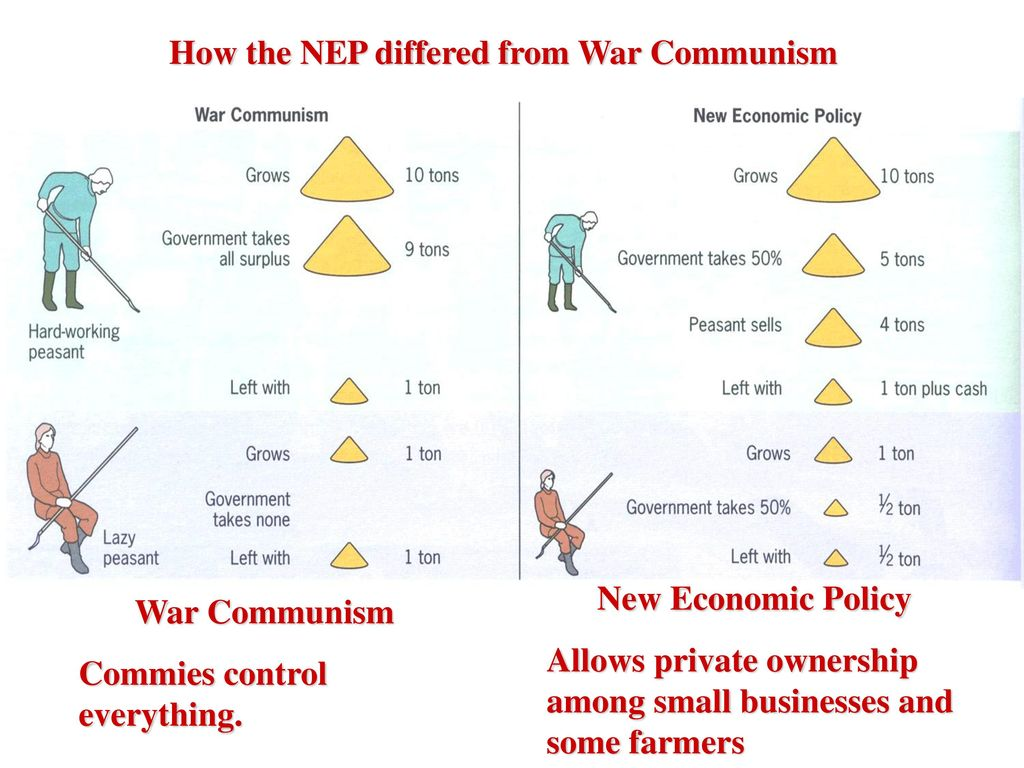 How the NEP differed from War Communism
War Communism
Grows 10 tons
Government takes
all surplus 9 tons
Hard-working
peasant
Left with 1 ton
Grows 1 ton
Government
takes none
Lazy
peasant
Left with 1 ton
New Economic Policy
Grows 10 tons
Government takes 50% 5 tons
Peasant sells 4 tons
Left with 1 ton plus cash
Grows 1 ton
Government takes 50% ½ ton
Left with ½ ton
War Communism
Commies control
everything.
New Economic Policy
Allows private ownership
among small businesses and
some farmers